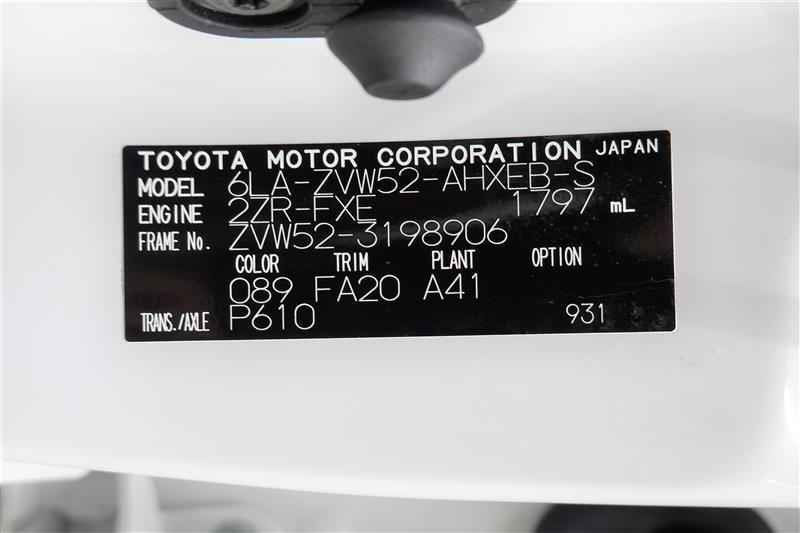 TOYOTA MOTOR CORPORATION JAPAN
MODEL 6LA-ZVW52-AHXEB-S
ENGINE 2ZR-FXE 1797 mL
FRAME No. ZVW52-3198906
COLOR TRIM PLANT OPTION
089 FA20 A41
TRANS./AXLE P610 931